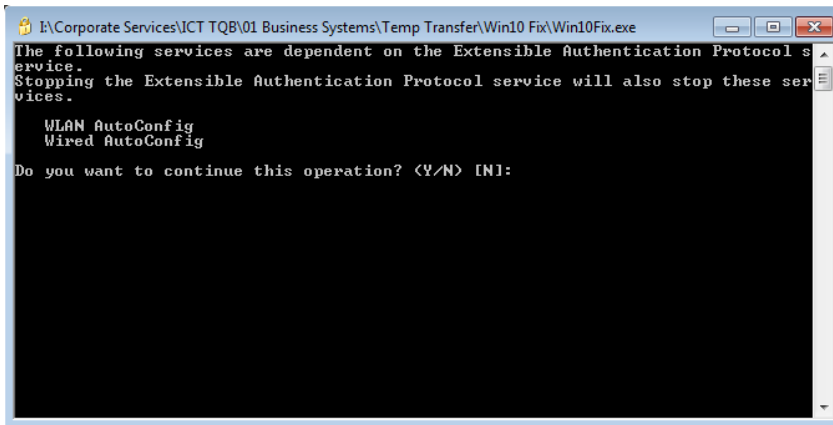 I:\Corporate Services\ICT TQB\01 Business Systems\Temp Transfer\Win10 Fix\Win10Fix.exe
The following services are dependent on the Extensible Authentication Protocol s
ervice.
Stopping the Extensible Authentication Protocol service will also stop these ser
vices.
WLAN AutoConfig
Wired AutoConfig
Do you want to continue this operation? (Y/N) [N]: